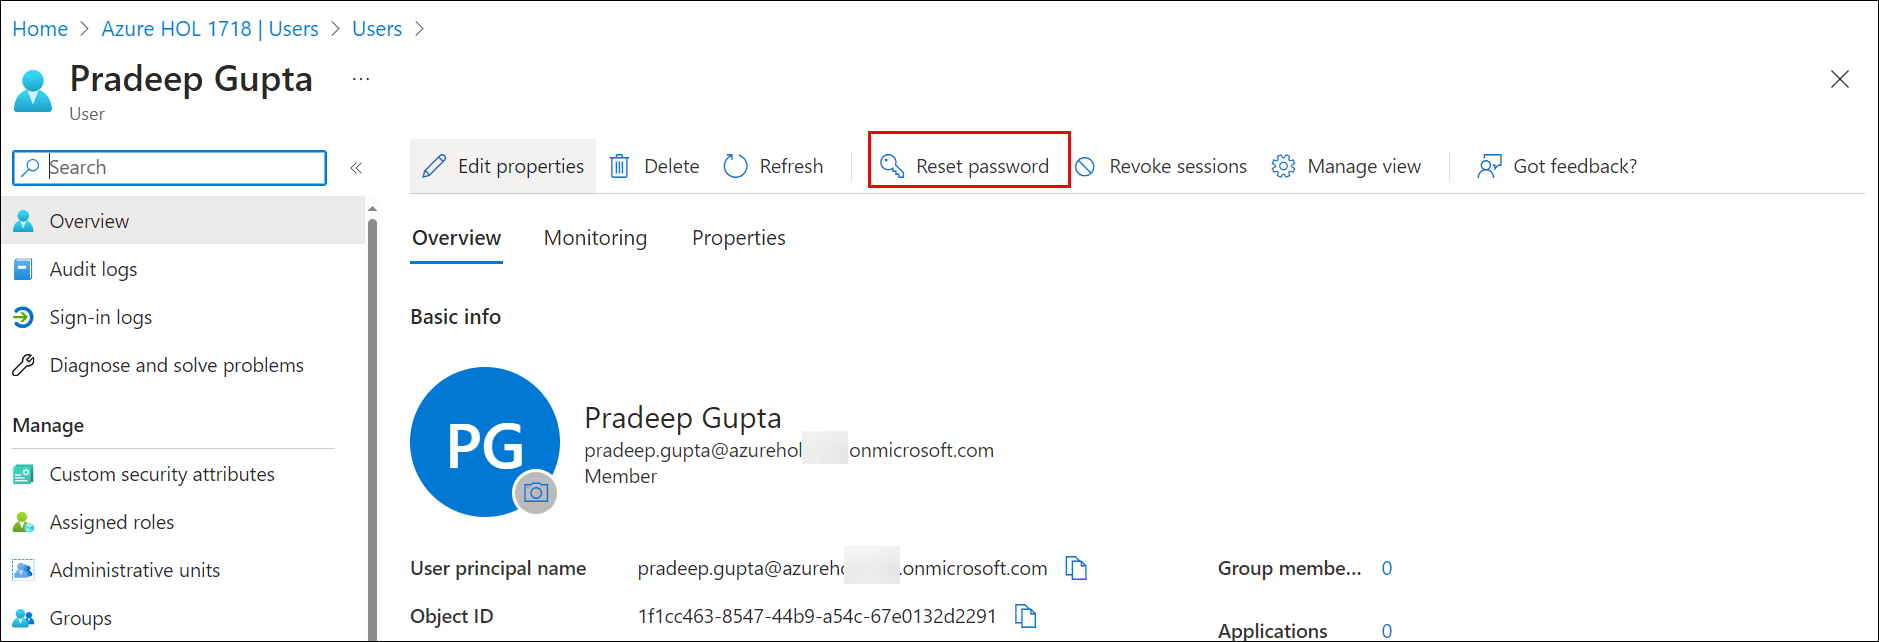 Home > Azure HOL 1718 | Users > Users >
Pradeep Gupta ...
User
Search «
Edit properties Delete Refresh Reset password Revoke sessions Manage view Got feedback?
Overview
Audit logs
Sign-in logs
Diagnose and solve problems
Manage
Custom security attributes
Assigned roles
Administrative units
Groups
Overview Monitoring Properties
Basic info
PG
Pradeep Gupta
pradeep.gupta@azurehol onmicrosoft.com
Member
User principal name pradeep.gupta@azureh .onmicrosoft.com Group membe... 0
Object ID 1f1cc463-8547-44b9-a54c-67e0132d2291
Applications 0